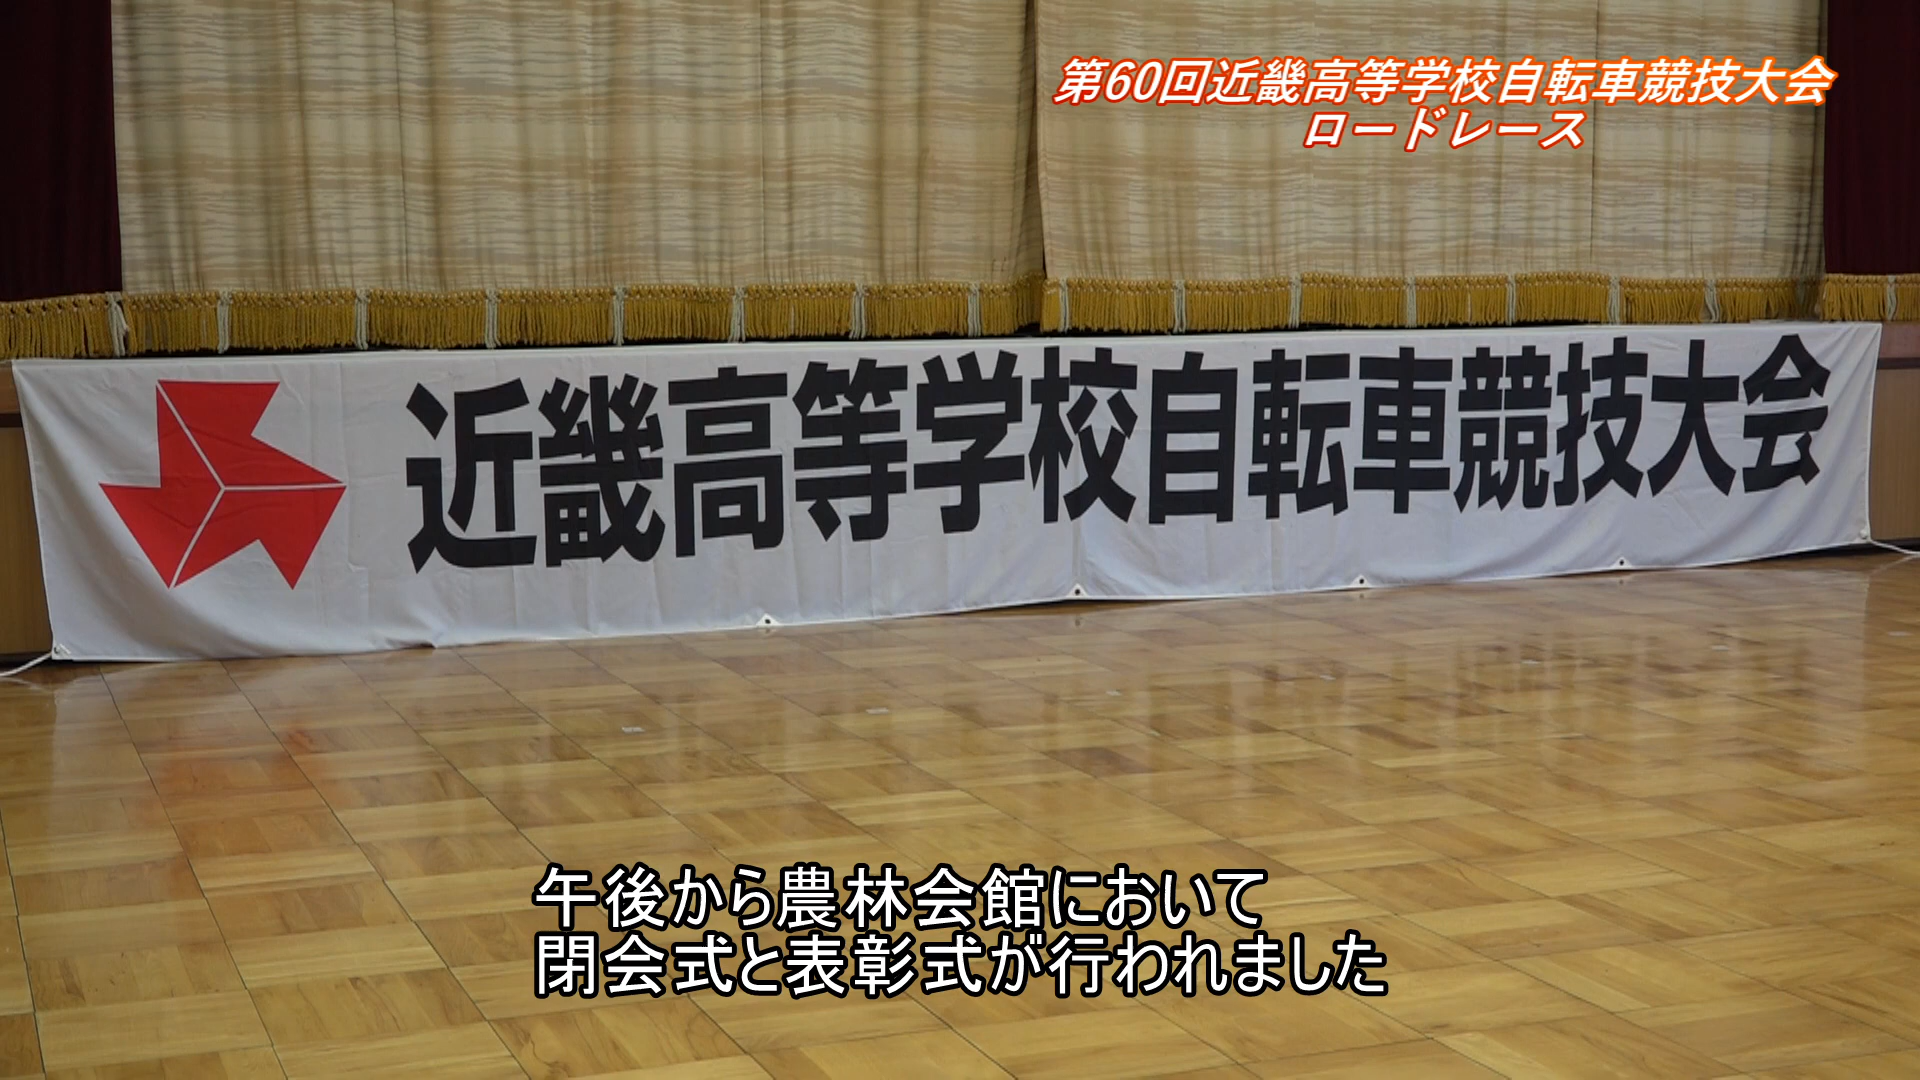 第60回近畿高等学校自転車競技大会
ロードレース
近畿高等学校自転車競技大会
午後から農林会館において
閉会式と表彰式が行われました